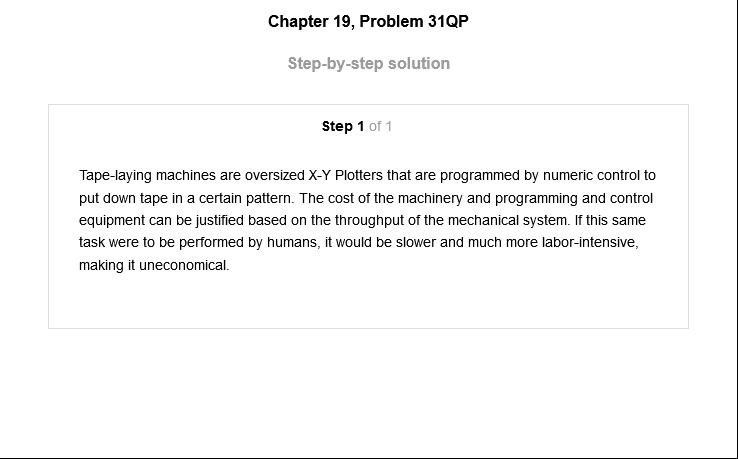 Chapter 19, Problem 31QP
Step-by-step solution
Step 1 of 1
Tape-laying machines are oversized X-Y Plotters that are programmed by numeric control to
put down tape in a certain pattern. The cost of the machinery and programming and control
equipment can be justified based on the throughput of the mechanical system. If this same
task were to be performed by humans, it would be slower and much more labor-intensive,
making it uneconomical.